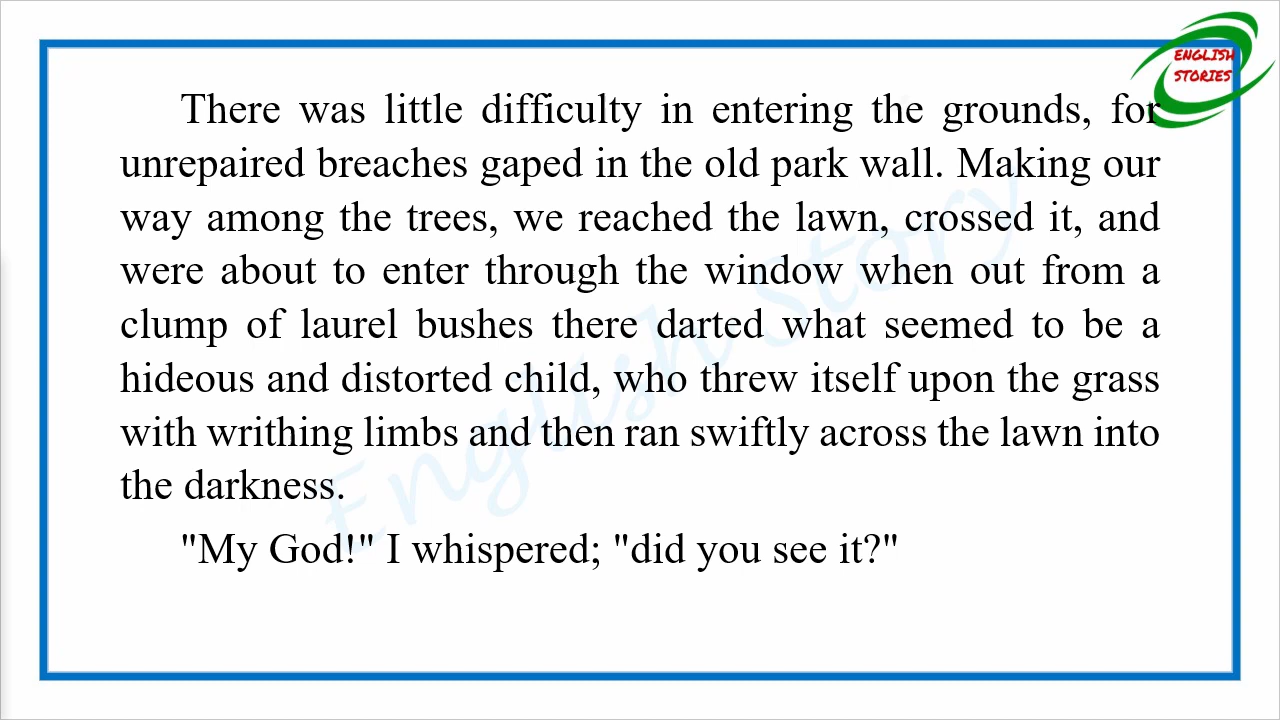 ENGLISH
STORIES
There was little difficulty in entering the grounds, for
unrepaired breaches gaped in the old park wall. Making our
way among the trees, we reached the lawn, crossed it, and
were about to enter through the window when out from a
clump of laurel bushes there darted what seemed to be a
hideous and distorted child, who threw itself upon the grass
with writhing limbs and then ran swiftly across the lawn into
the darkness.
"My God!" I whispered; "did you see it?"
English Story